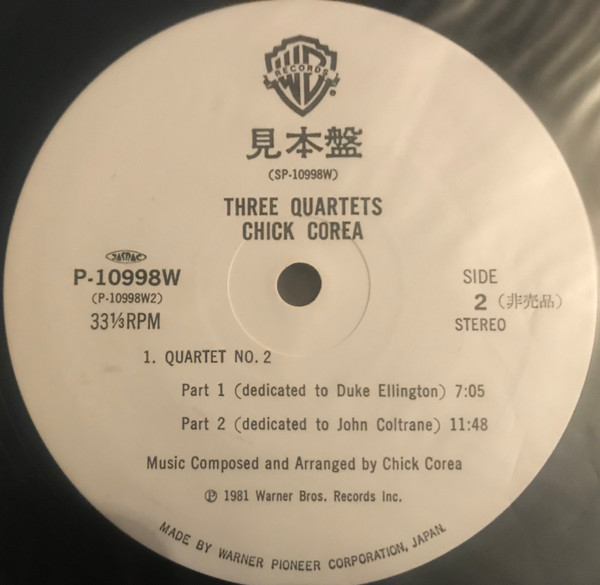 WB
RECORDS
見本盤
(SP-10998W)
THREE QUARTETS
CHICK COREA
JASRAC
P-10998W
(P-10998W2)
33⅓RPM
SIDE
2 (非売品)
STEREO
1. QUARTET NO. 2
Part 1 (dedicated to Duke Ellington) 7:05
Part 2 (dedicated to John Coltrane) 11:48
Music Composed and Arranged by Chick Corea
Ⓟ 1981 Warner Bros. Records Inc.
MADE BY WARNER PIONEER CORPORATION, JAPAN.